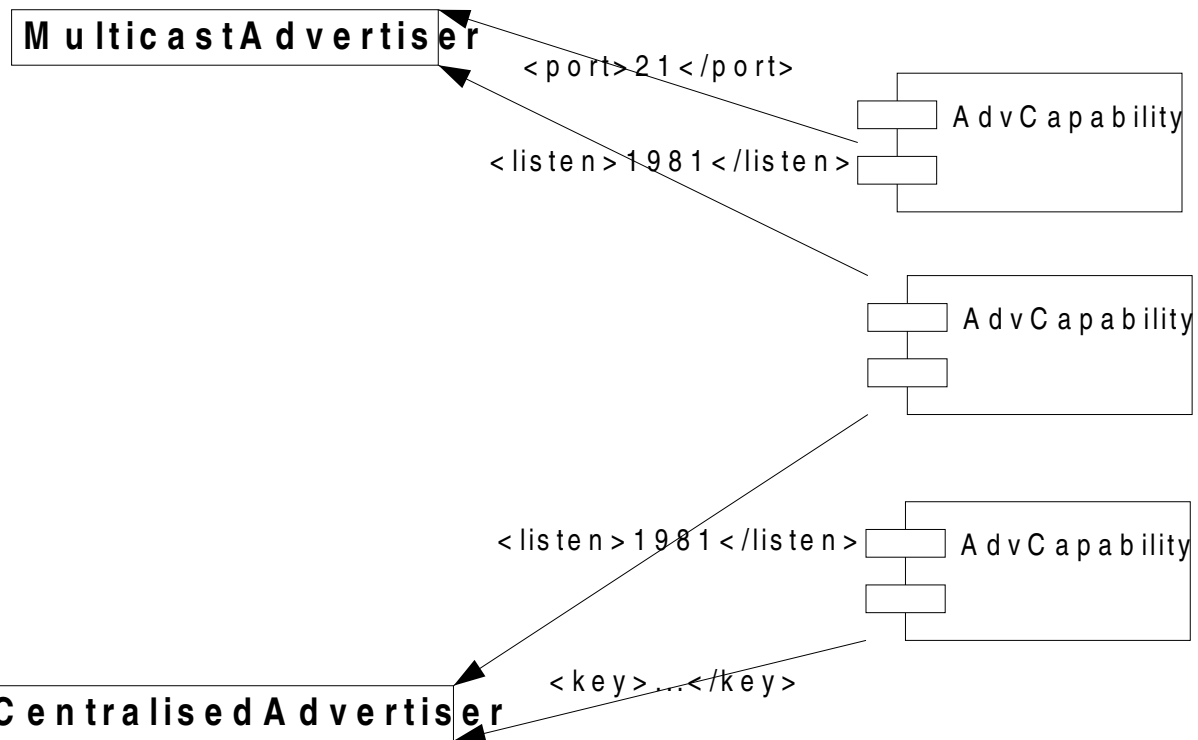 MulticastAdvertiser
<port>21</port>
AdvCapability
<listen>1981</listen>
AdvCapability
<listen>1981</listen>
AdvCapability
<key>...</key>
CentralisedAdvertiser